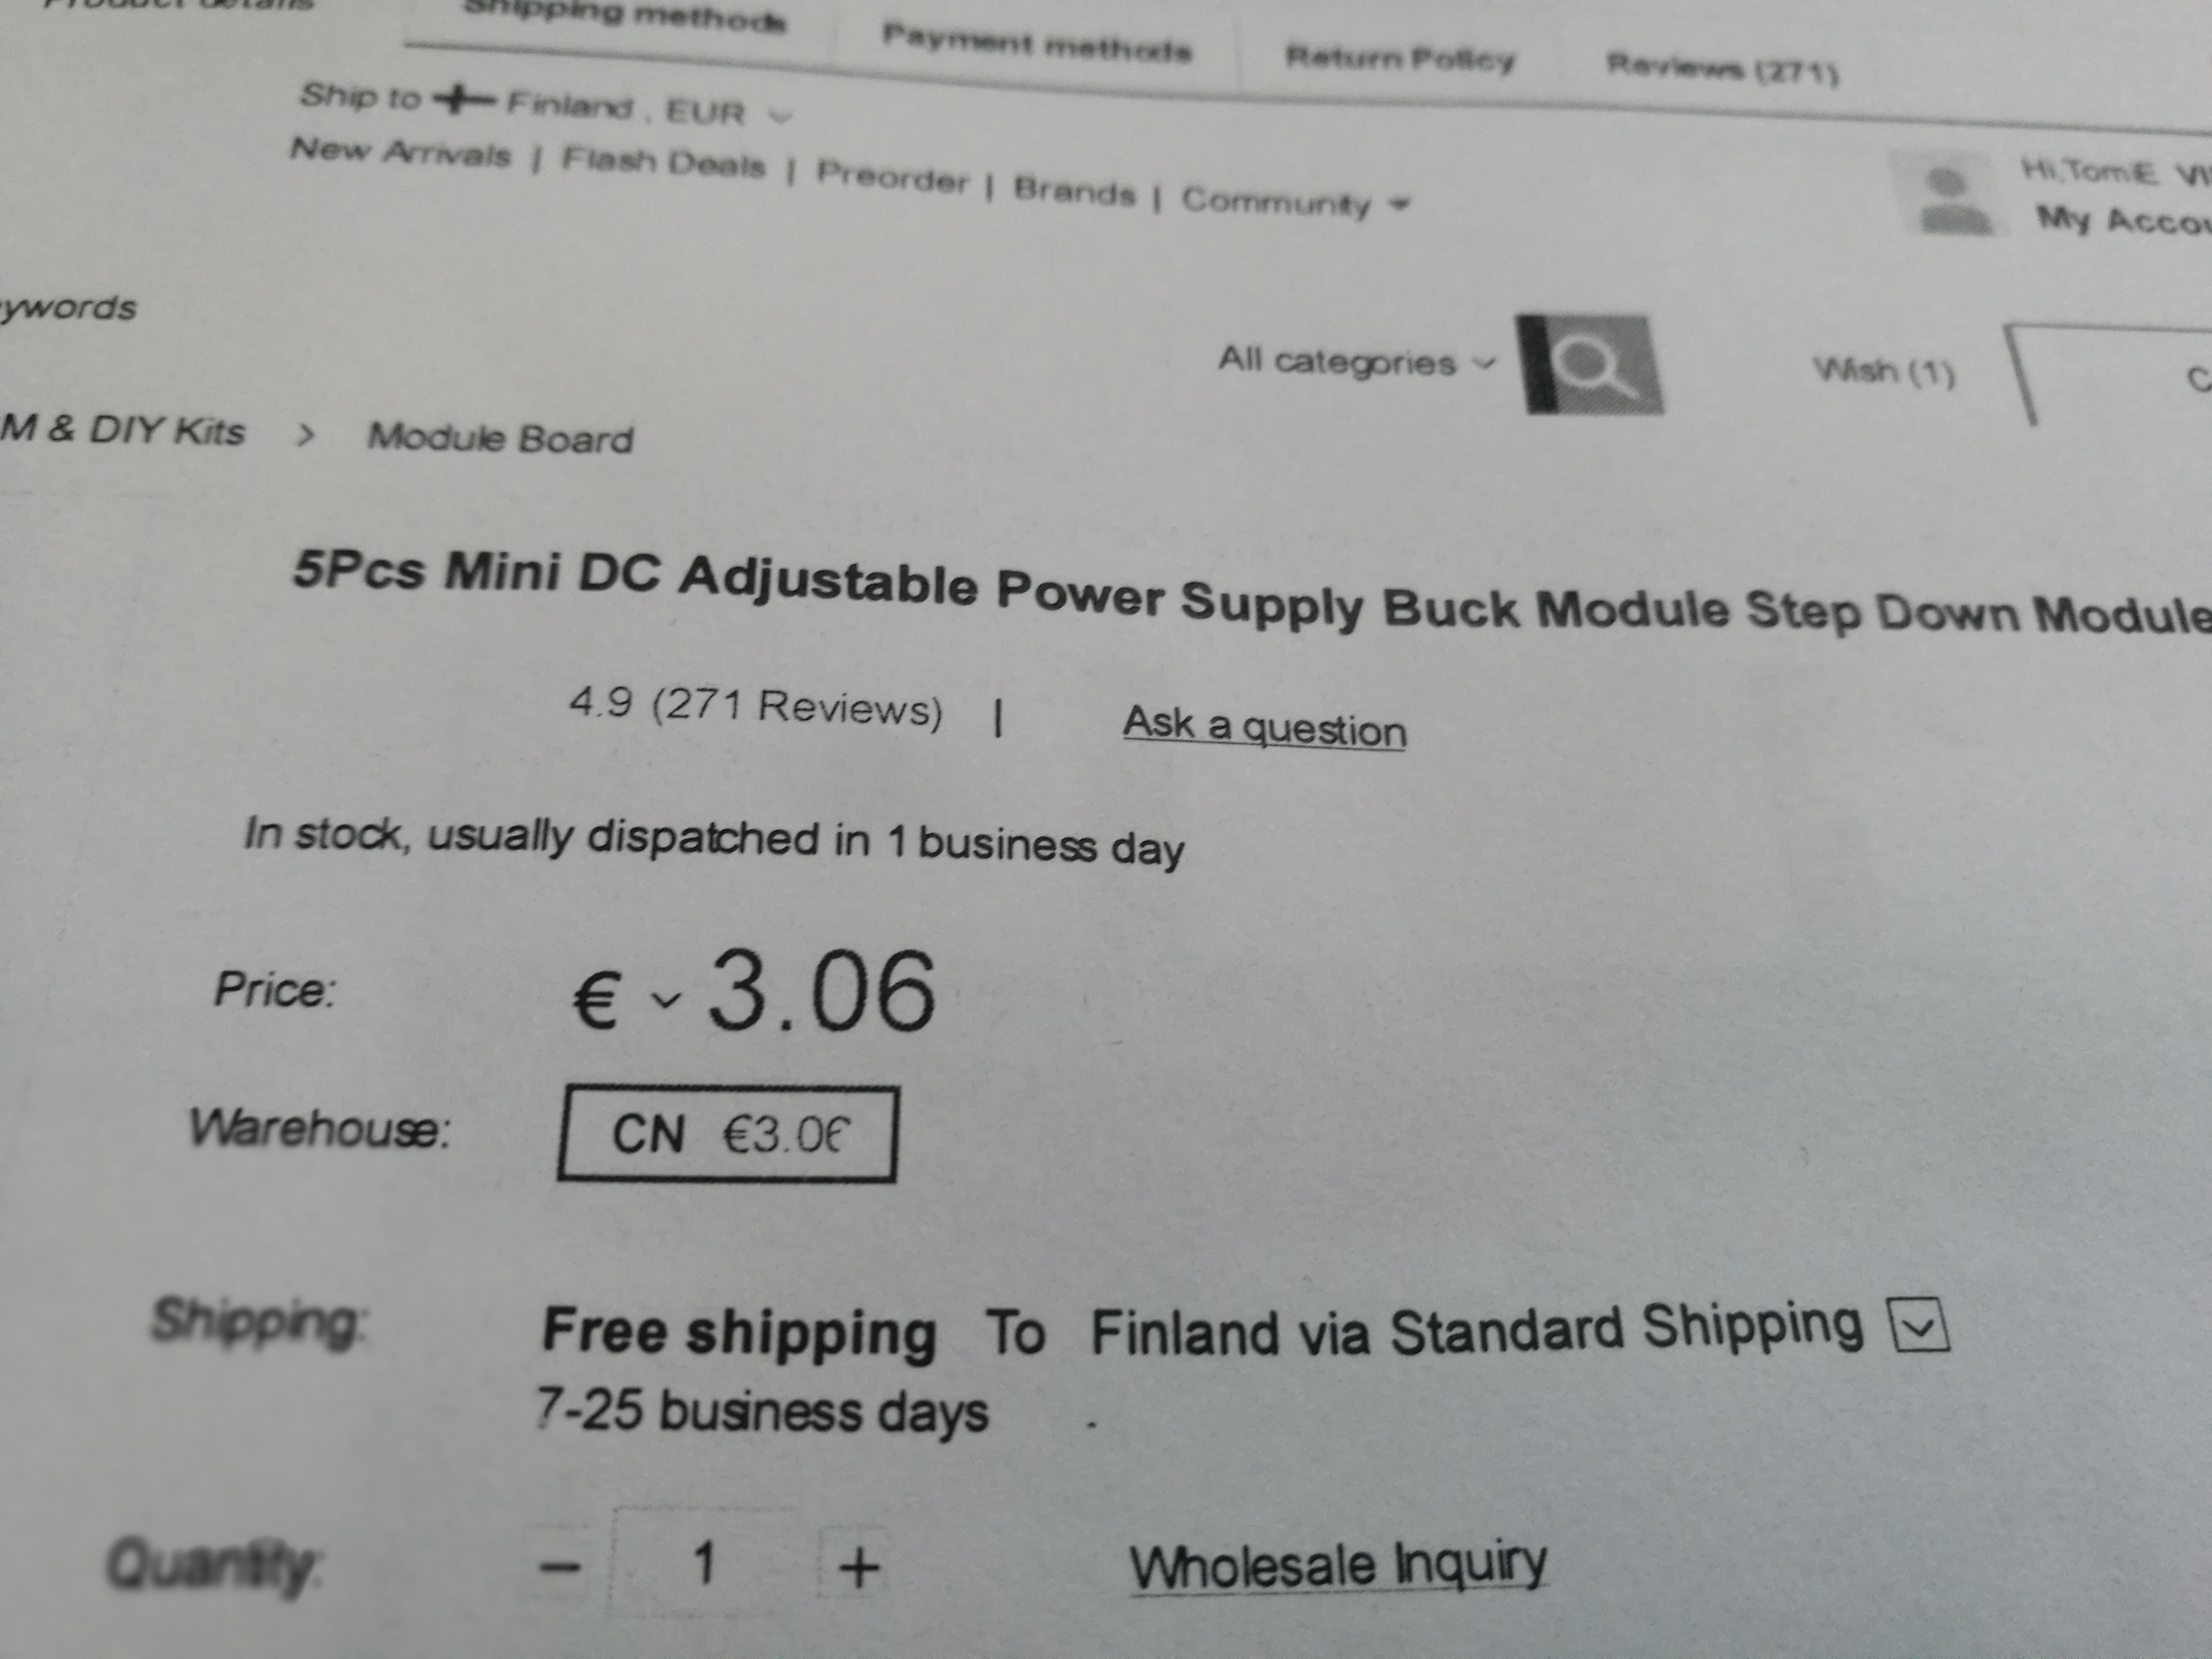 Product details Shipping methods Payment methods Return Policy Reviews (271)
Ship to Finland , EUR
New Arrivals | Flash Deals | Preorder | Brands | Community
Hi,TomE
My
ywords
All categories
Wish (1)
M & DIY Kits > Module Board
5Pcs Mini DC Adjustable Power Supply Buck Module Step Down Module
4.9 (271 Reviews) | Ask a question
In stock, usually dispatched in 1 business day
Price: € 3.06
Warehouse: CN €3.06
Shipping: Free shipping To Finland via Standard Shipping
7-25 business days
Quantity: − 1 + Wholesale Inquiry